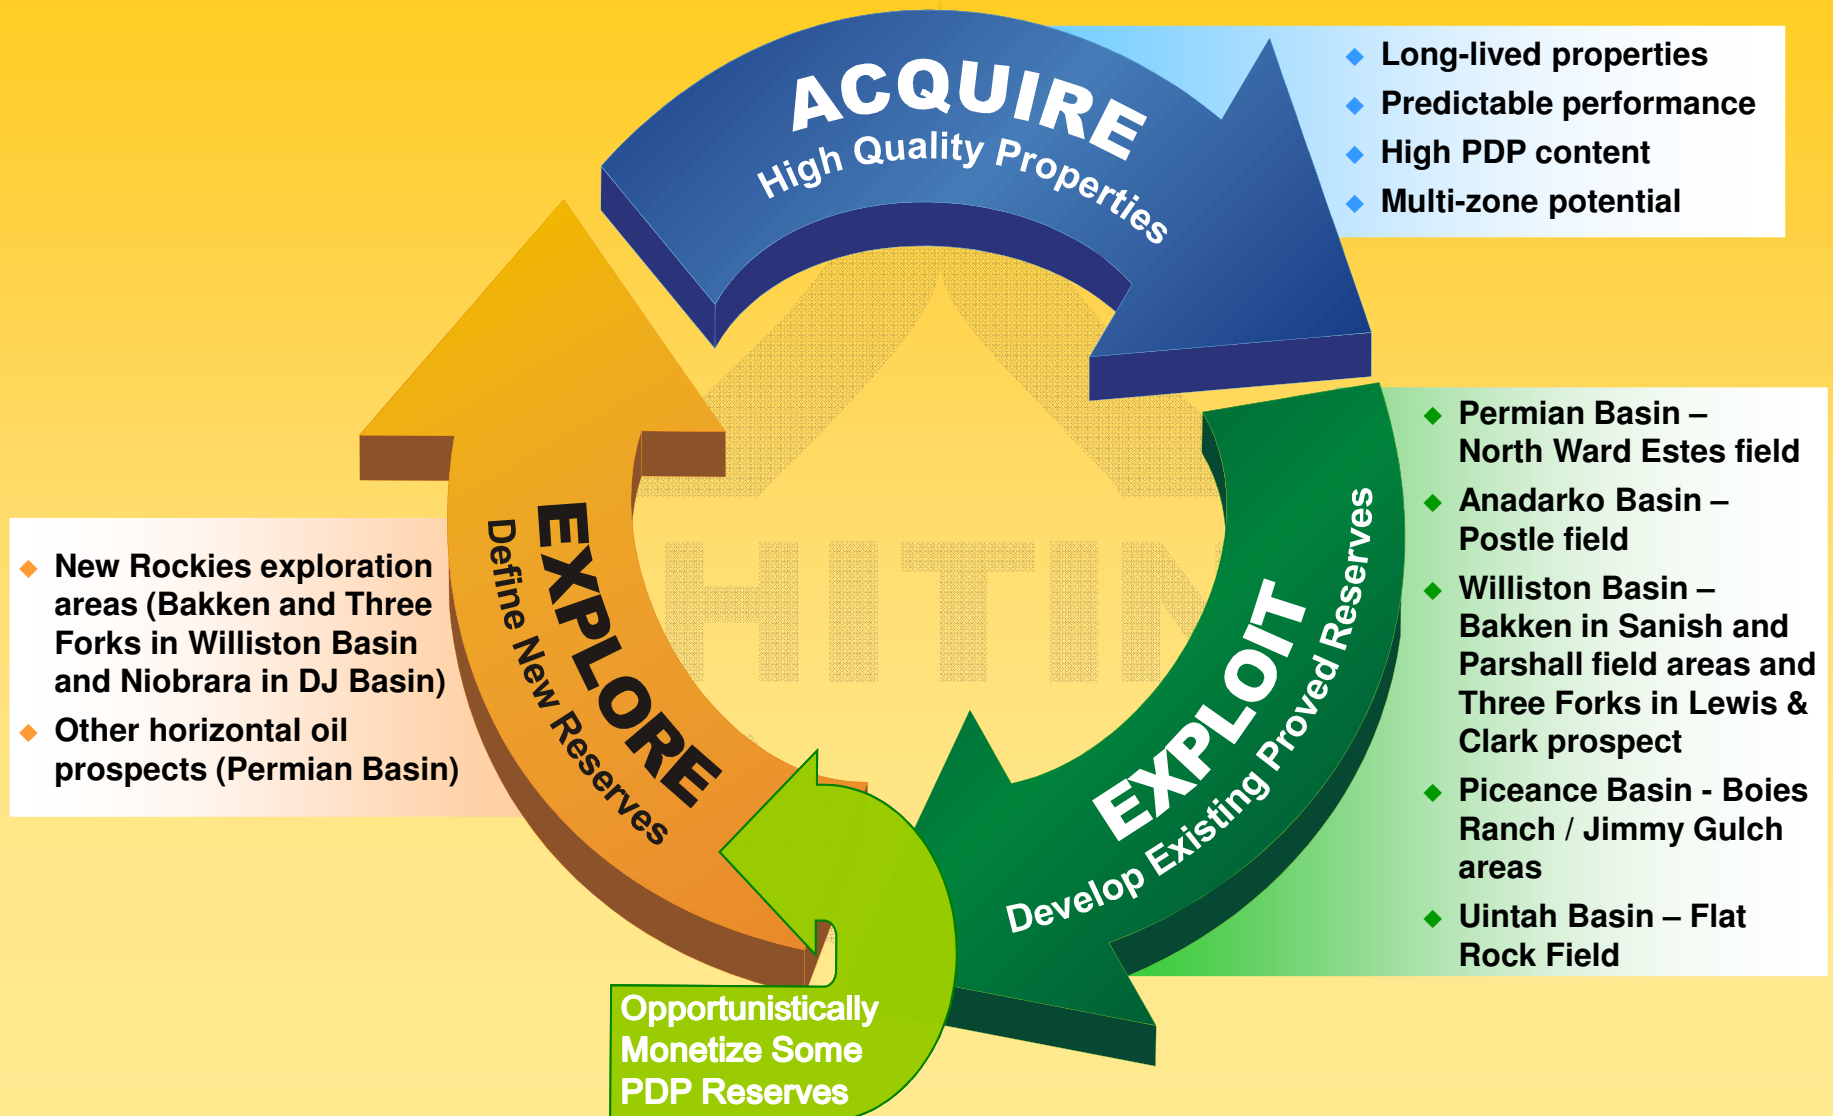 ACQUIRE
High Quality Properties
Long-lived properties
Predictable performance
High PDP content
Multi-zone potential
EXPLOIT
Develop Existing Proved Reserves
Permian Basin –
North Ward Estes field
Anadarko Basin –
Postle field
Williston Basin –
Bakken in Sanish and
Parshall field areas and
Three Forks in Lewis &
Clark prospect
Piceance Basin - Boies
Ranch / Jimmy Gulch
areas
Uintah Basin – Flat
Rock Field
Opportunistically
Monetize Some
PDP Reserves
EXPLORE
Define New Reserves
New Rockies exploration
areas (Bakken and Three
Forks in Williston Basin
and Niobrara in DJ Basin)
Other horizontal oil
prospects (Permian Basin)